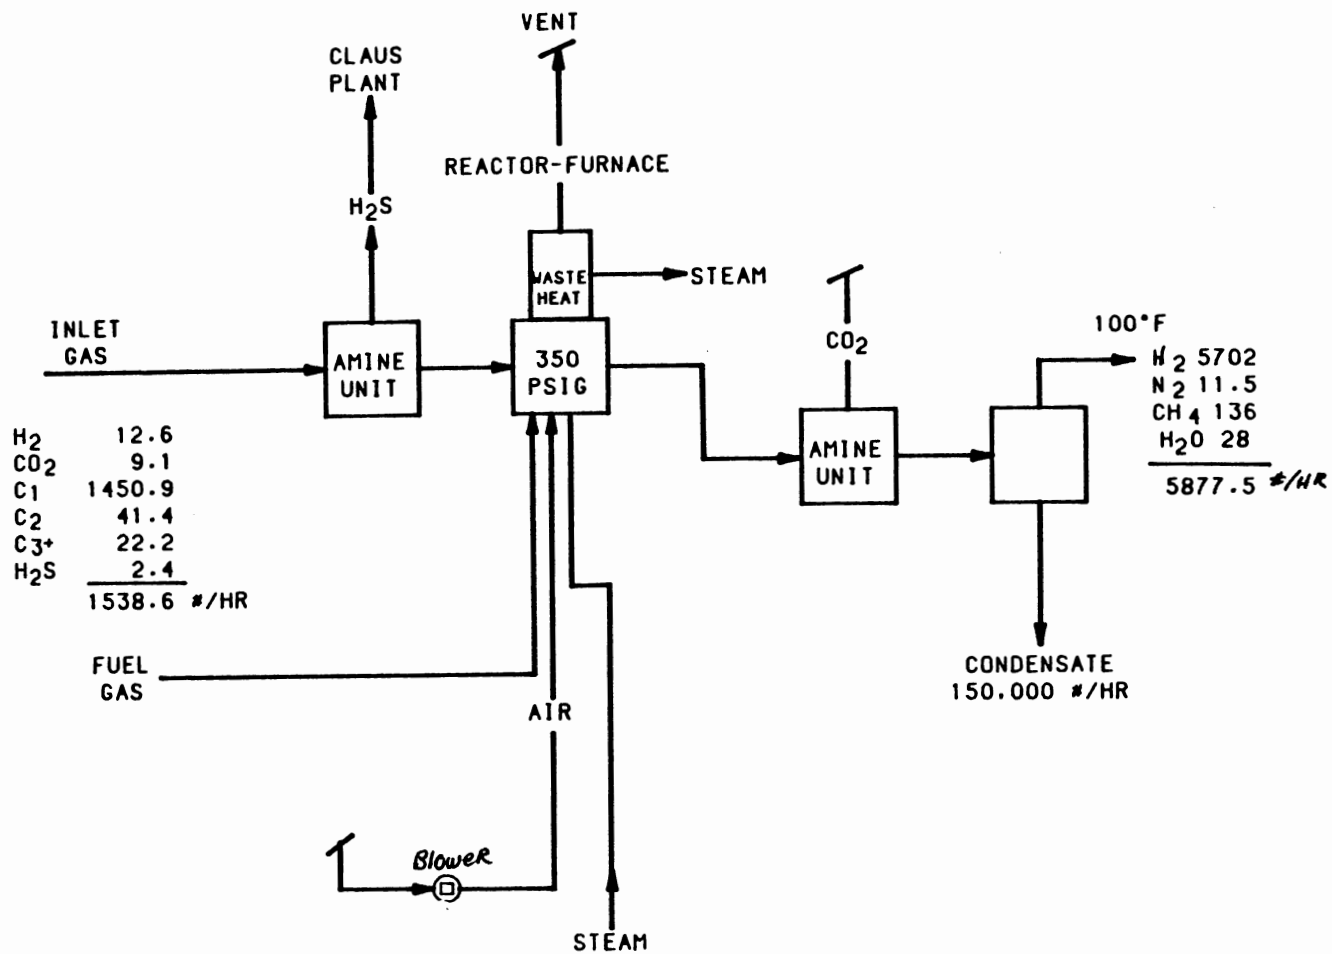 VENT
CLAUS
PLANT
REACTOR-FURNACE
H2S
WASTE
HEAT
STEAM
INLET
GAS
AMINE
UNIT
350
PSIG
CO2
100°F
H2 5702
N2 11.5
CH4 136
H2O 28
5877.5 #/HR
AMINE
UNIT
H2 12.6
CO2 9.1
C1 1450.9
C2 41.4
C3+ 22.2
H2S 2.4
1538.6 #/HR
FUEL
GAS
CONDENSATE
150.000 #/HR
AIR
Blower
STEAM